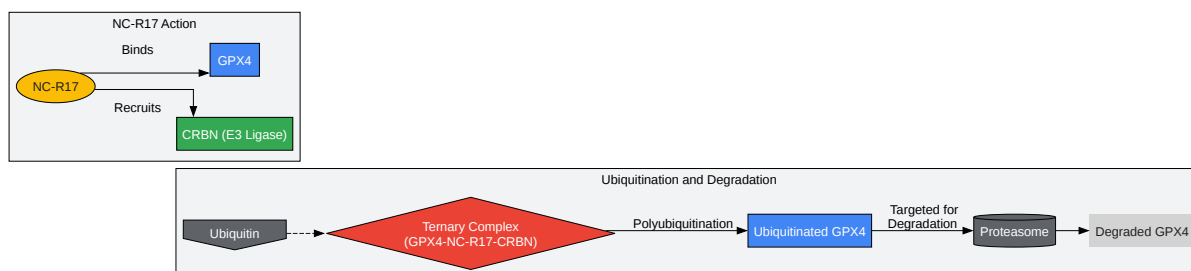 NC-R17 Action
Binds
GPX4
NC-R17
Recruits
CRBN (E3 Ligase)
Ubiquitination and Degradation
Ubiquitin
Ternary Complex
(GPX4-NC-R17-CRBN)
Polyubiquitination
Ubiquitinated GPX4
Targeted for
Degradation
Proteasome
Degraded GPX4